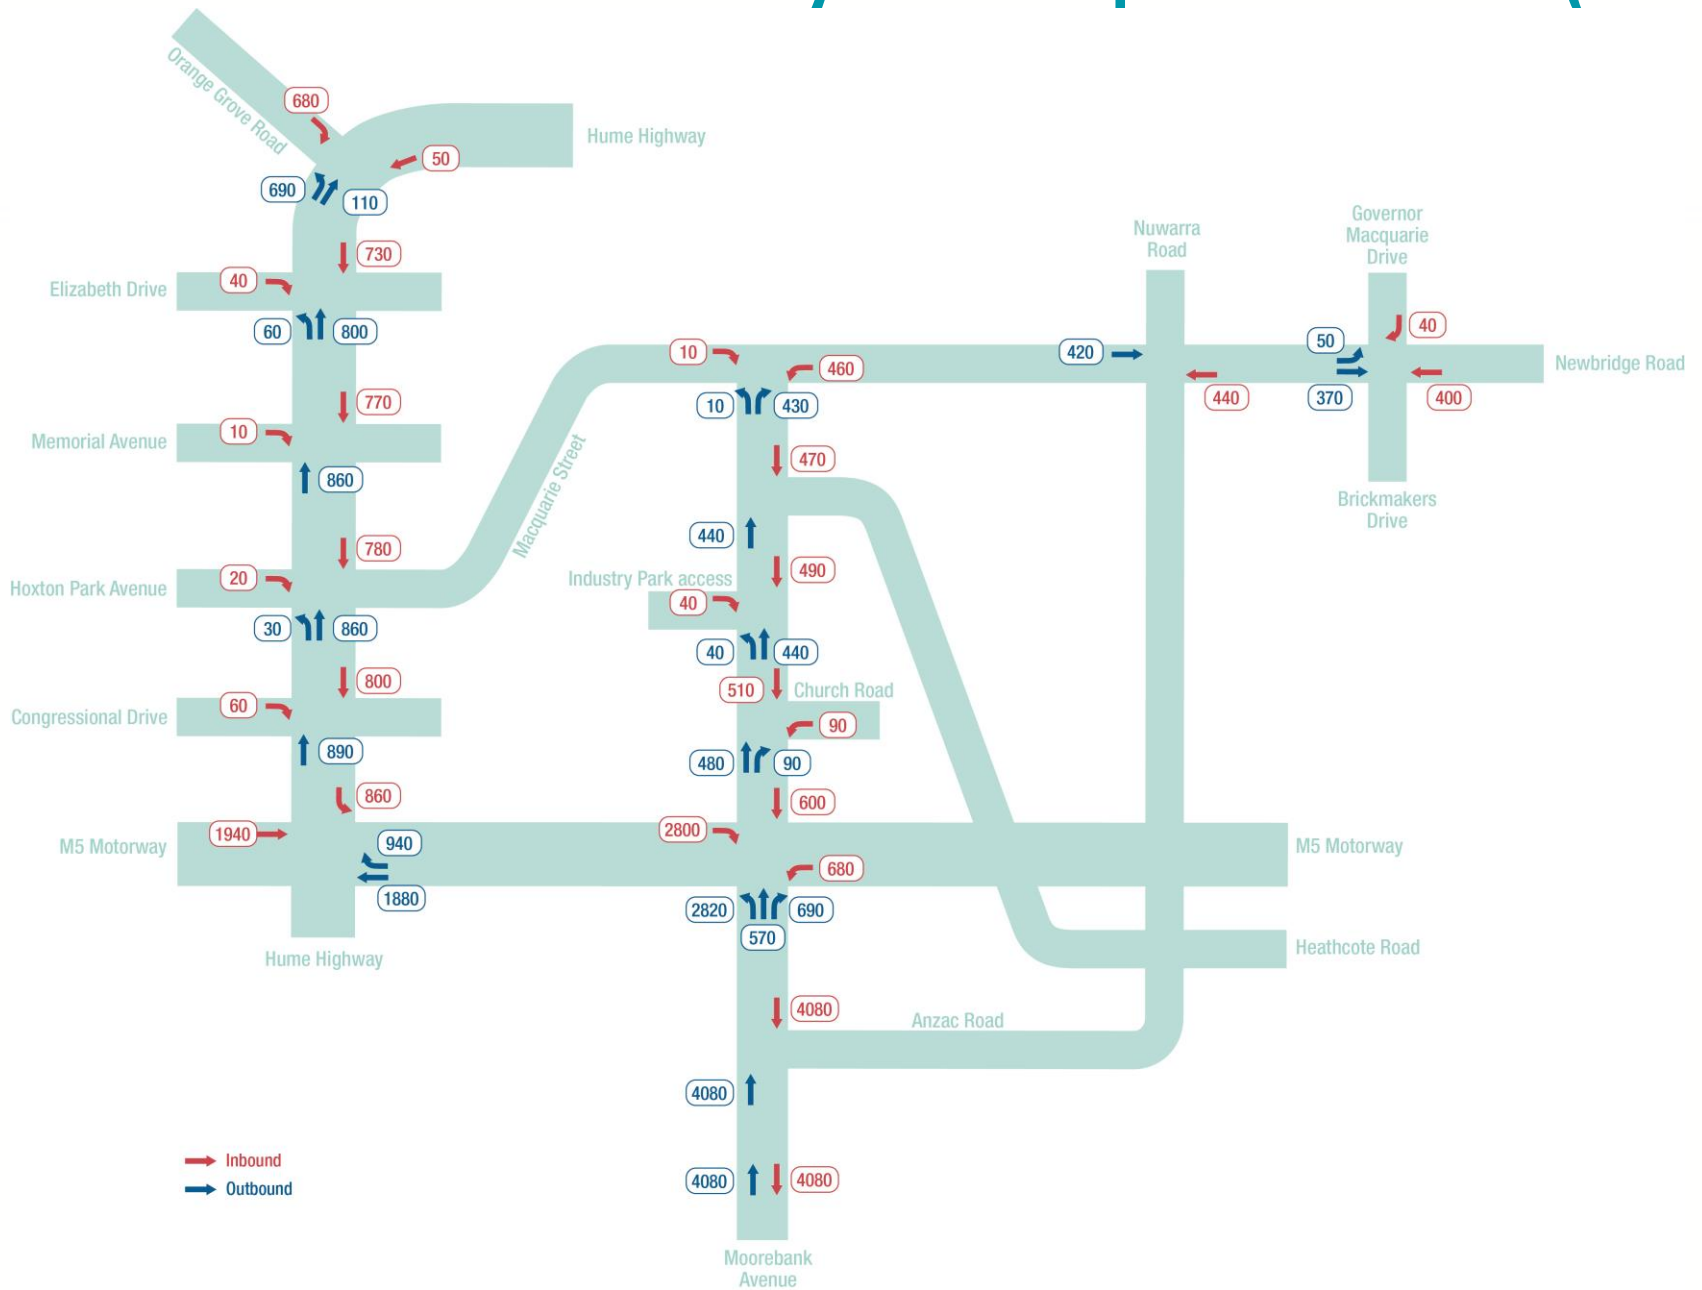 Orange Grove Road
680
Hume Highway
50
690
110
730
Elizabeth Drive
40
60
800
770
Memorial Avenue
10
860
780
Hoxton Park Avenue
20
30
860
800
Congressional Drive
60
890
860
M5 Motorway
1940
940
1880
Hume Highway
Macquarie Street
10
460
10
430
470
440
490
Industry Park access
40
40
440
510
Church Road
90
480
90
600
2800
680
2820
690
570
4080
Anzac Road
4080
4080
4080
Moorebank
Avenue
Nuwarra
Road
420
440
Governor
Macquarie
Drive
50
40
370
400
Newbridge Road
Brickmakers
Drive
M5 Motorway
Heathcote Road
Inbound
Outbound